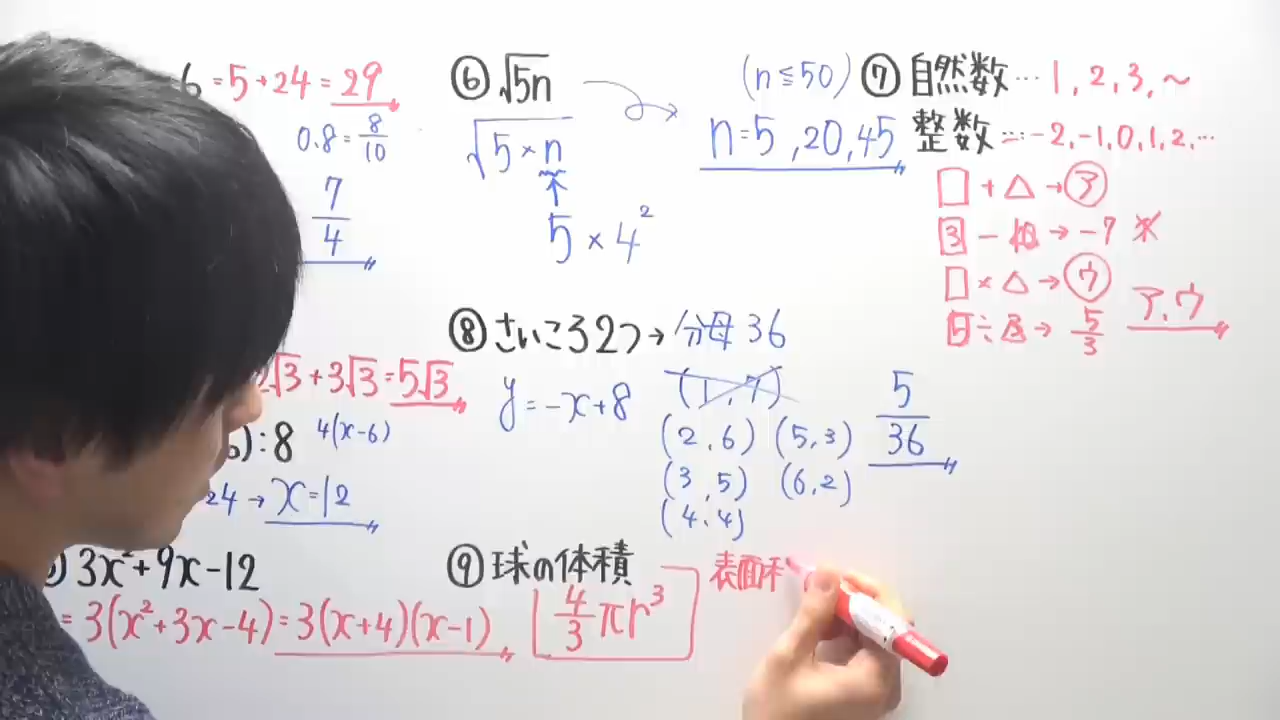 6 = 5 + 24 = 29
0.8 = 8/10
7/4
√3 + 3√3 = 5√3
) : 8 4(x-6)
24 → x = 12
) 3x² + 9x - 12
= 3(x² + 3x - 4) = 3(x+4)(x-1)
⑥ √5n
(n ≦ 50)
√5 × n
n = 5 , 20, 45
↑
5 × 4²
⑦ 自然数 … 1, 2, 3, ～
整数 … -2, -1, 0, 1, 2, …
□ + △ → ㋐
3 - 10 → -7 ×
□ × △ → ㋒
5 ÷ 3 → 5/3
ア, ウ
⑧ さいころ2つ → 分母 36
y = -x + 8
(1, 7)
(2, 6) (5, 3)
(3, 5) (6, 2)
(4, 4)
5/36
⑨ 球の体積
4/3 πr³
表面